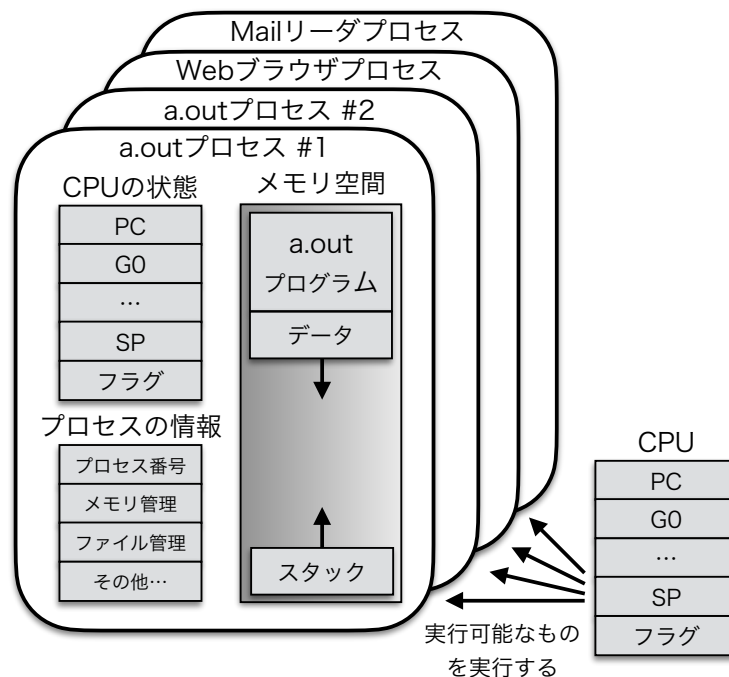 Mailリーダプロセス
Webブラウザプロセス
a.outプロセス #2
a.outプロセス #1
CPUの状態
PC
G0
…
SP
フラグ
プロセスの情報
プロセス番号
メモリ管理
ファイル管理
その他…
メモリ空間
a.out
プログラム
データ
スタック
CPU
PC
G0
…
SP
フラグ
実行可能なもの
を実行する